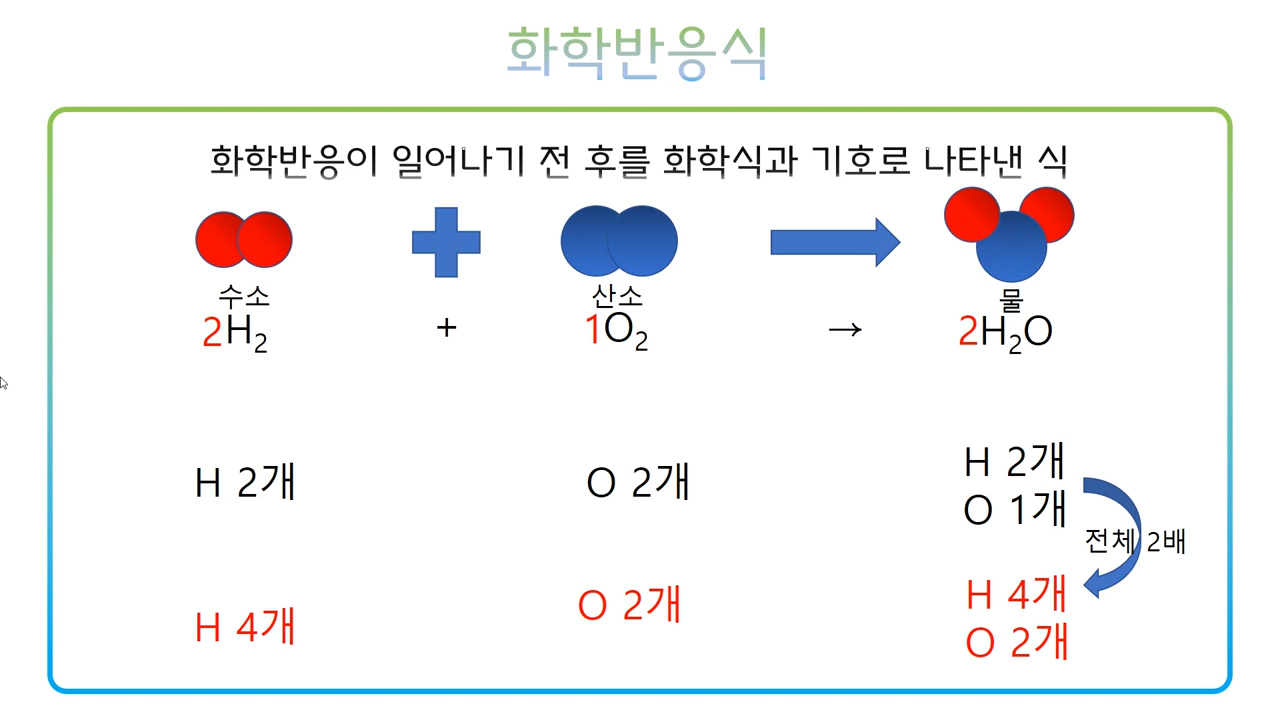 화학반응식
화학반응이 일어나기 전 후를 화학식과 기호로 나타낸 식
수소 산소 물
2H₂ + 1O₂ → 2H₂O
H 2개 O 2개 H 2개
O 1개
전체 2배
H 4개 O 2개 H 4개
O 2개